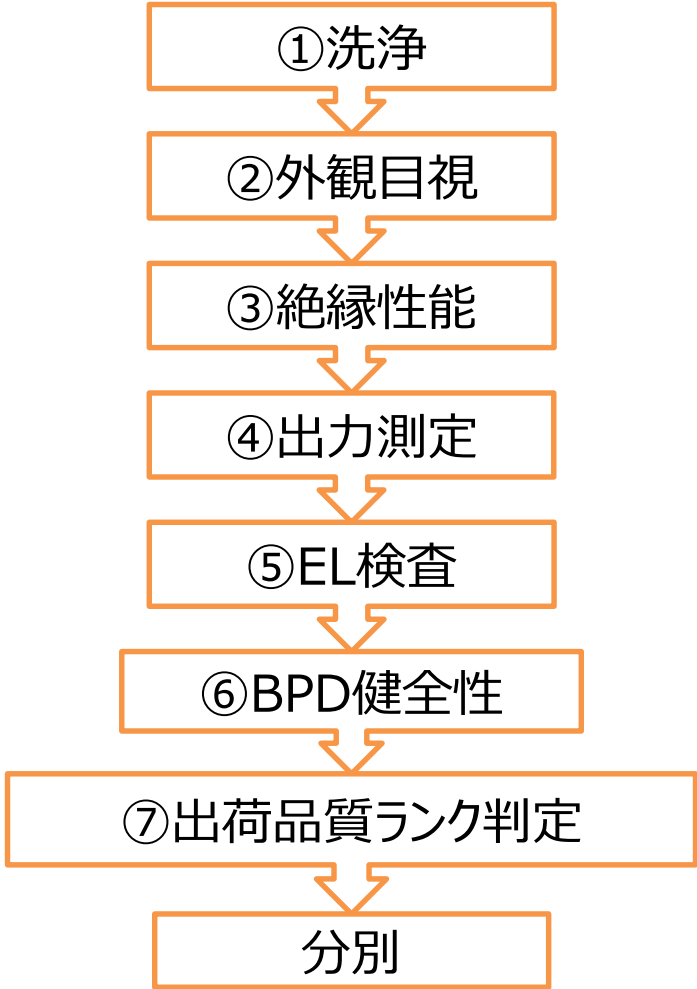 ①洗浄
②外観目視
③絶縁性能
④出力測定
⑤EL検査
⑥BPD健全性
⑦出荷品質ランク判定
分別